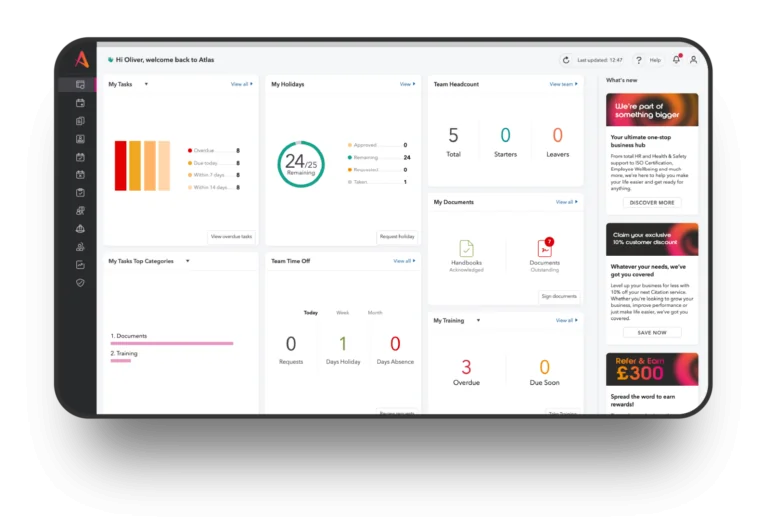 Hi Oliver, welcome back to Atlas
Last updated: 12:47
? Help
My Tasks
View all
Overdue 8
Due today 8
Within 7 days 8
Within 14 days 8
View overdue tasks
My Holidays
View
24/25
Remaining
Approved 0
Remaining 24
Requested 0
Taken 1
Request holiday
Team Headcount
View team
5
Total
0
Starters
0
Leavers
My Documents
View all
Handbooks
Acknowledged
7
Documents
Outstanding
Sign documents
My Tasks Top Categories
1. Documents
2. Training
Team Time Off
View all
Today
Week
Month
0
Requests
1
Days Holiday
0
Days Absence
Review requests
My Training
View all
3
Overdue
0
Due Soon
What's new
We're part of
something bigger
Your ultimate one-stop
business hub
From total HR and Health & Safety
support to ISO Certification,
Employee Wellbeing and much
more, we're here to help you make
your life easier and get ready for
anything.
DISCOVER MORE
Claim your exclusive
10% customer discount
Whatever your needs, we've
got you covered
Level up your business for less with
10% off your next Citation service.
Whether you're looking to grow your
business, improve performance or
just make life easier, we've got you
covered.
SAVE NOW
Refer & Earn
£300
Spread the word to earn
rewards!